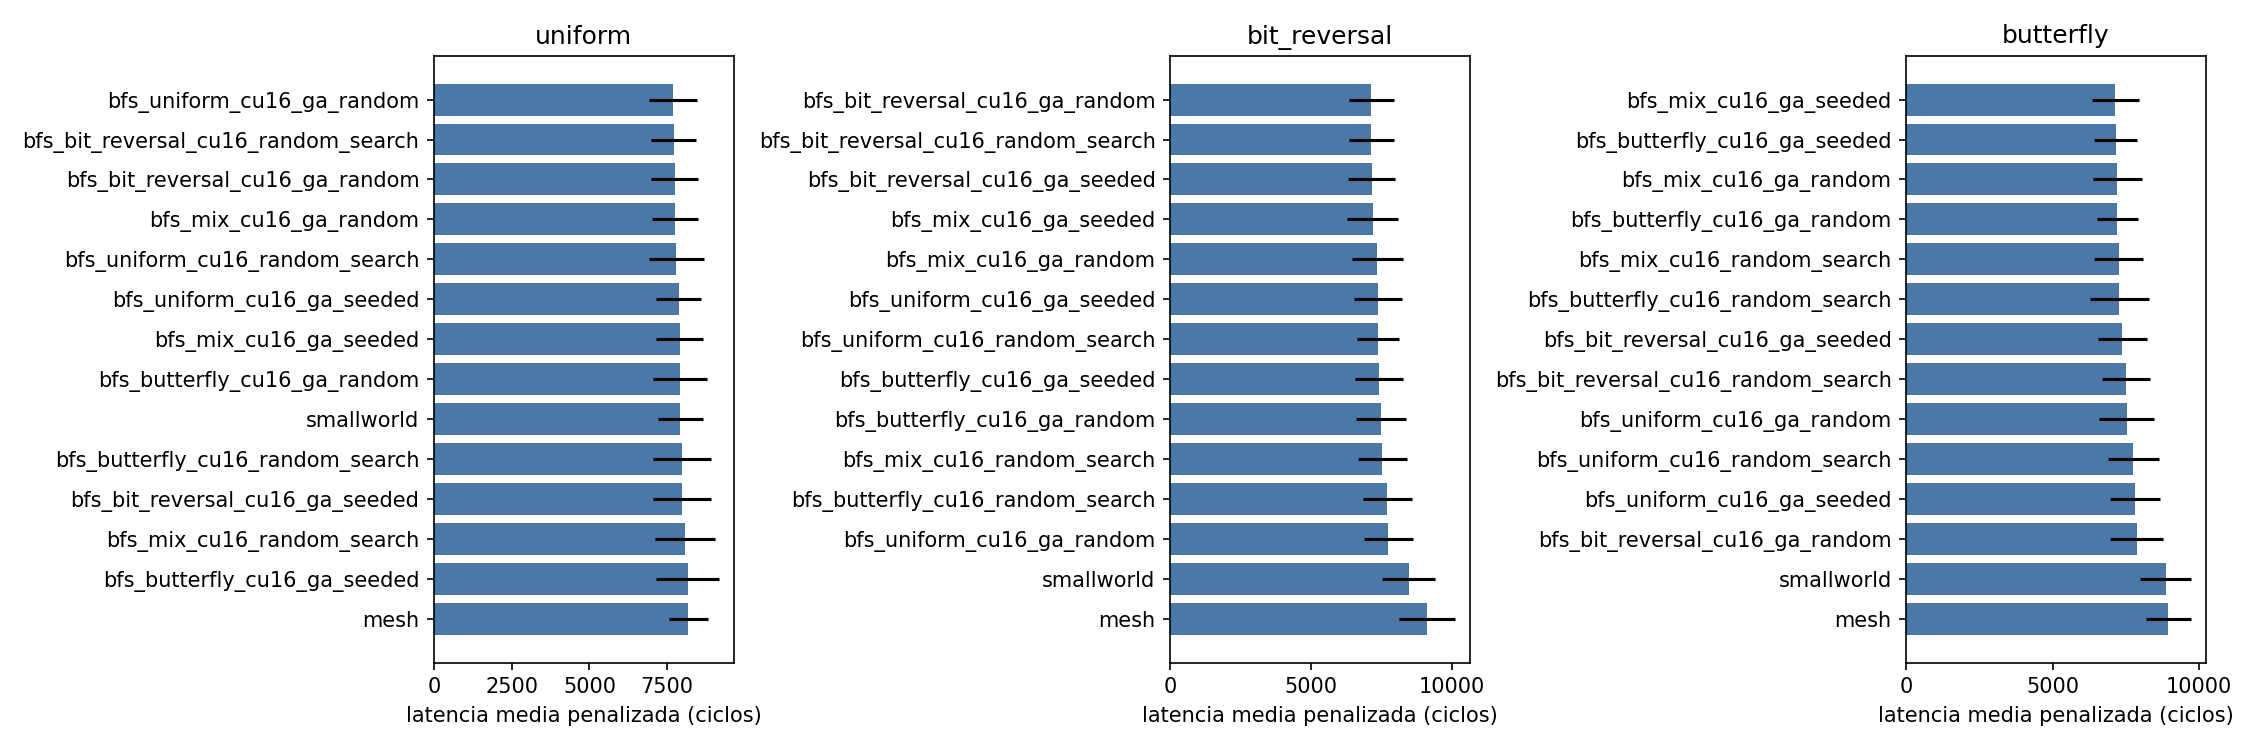 uniform
bfs_uniform_cu16_ga_random
bfs_bit_reversal_cu16_random_search
bfs_bit_reversal_cu16_ga_random
bfs_mix_cu16_ga_random
bfs_uniform_cu16_random_search
bfs_uniform_cu16_ga_seeded
bfs_mix_cu16_ga_seeded
bfs_butterfly_cu16_ga_random
smallworld
bfs_butterfly_cu16_random_search
bfs_bit_reversal_cu16_ga_seeded
bfs_mix_cu16_random_search
bfs_butterfly_cu16_ga_seeded
mesh
0 2500 5000 7500
latencia media penalizada (ciclos)
bit_reversal
bfs_bit_reversal_cu16_ga_random
bfs_bit_reversal_cu16_random_search
bfs_bit_reversal_cu16_ga_seeded
bfs_mix_cu16_ga_seeded
bfs_mix_cu16_ga_random
bfs_uniform_cu16_ga_seeded
bfs_uniform_cu16_random_search
bfs_butterfly_cu16_ga_seeded
bfs_butterfly_cu16_ga_random
bfs_mix_cu16_random_search
bfs_butterfly_cu16_random_search
bfs_uniform_cu16_ga_random
smallworld
mesh
0 5000 10000
latencia media penalizada (ciclos)
butterfly
bfs_mix_cu16_ga_seeded
bfs_butterfly_cu16_ga_seeded
bfs_mix_cu16_ga_random
bfs_butterfly_cu16_ga_random
bfs_mix_cu16_random_search
bfs_butterfly_cu16_random_search
bfs_bit_reversal_cu16_ga_seeded
bfs_bit_reversal_cu16_random_search
bfs_uniform_cu16_ga_random
bfs_uniform_cu16_random_search
bfs_uniform_cu16_ga_seeded
bfs_bit_reversal_cu16_ga_random
smallworld
mesh
0 5000 10000
latencia media penalizada (ciclos)